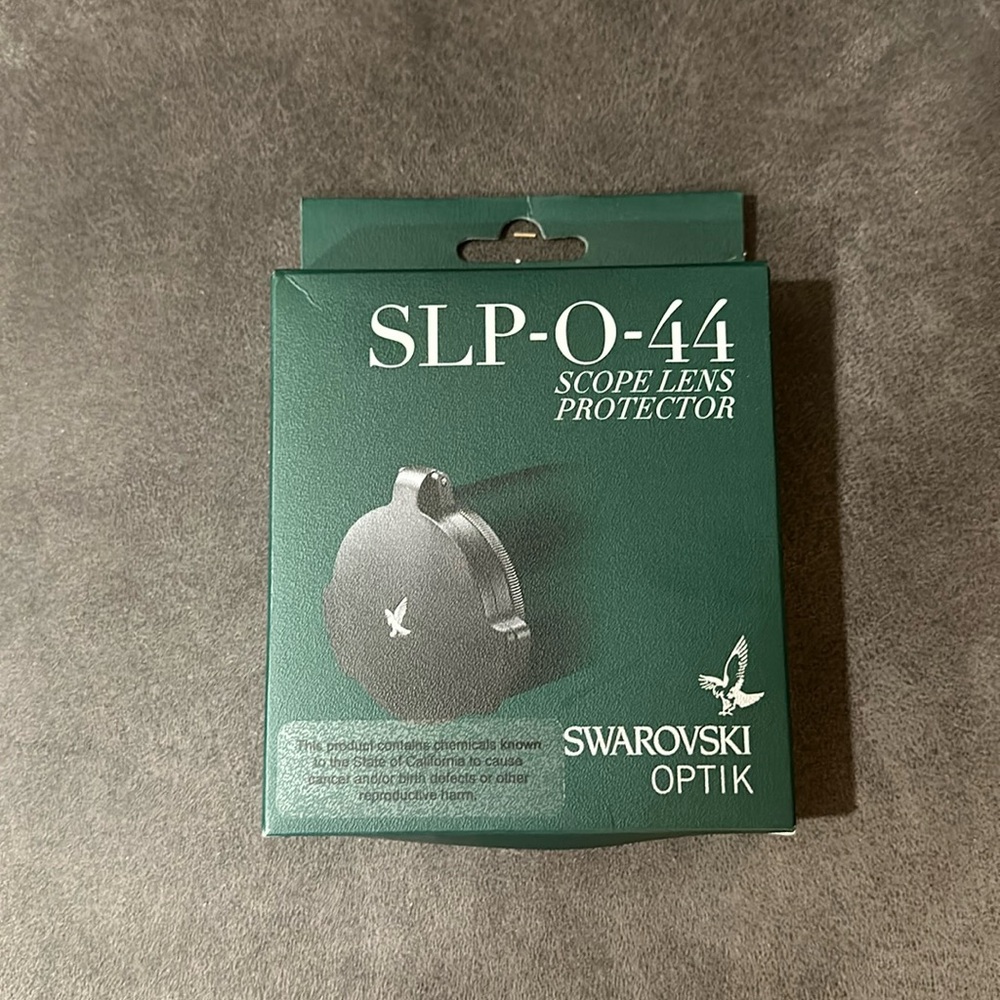 SLP-O-44
SCOPE LENS
PROTECTOR
This product contains chemicals known
to the State of California to cause
cancer and/or birth defects or other
reproductive harm.
SWAROVSKI
OPTIK